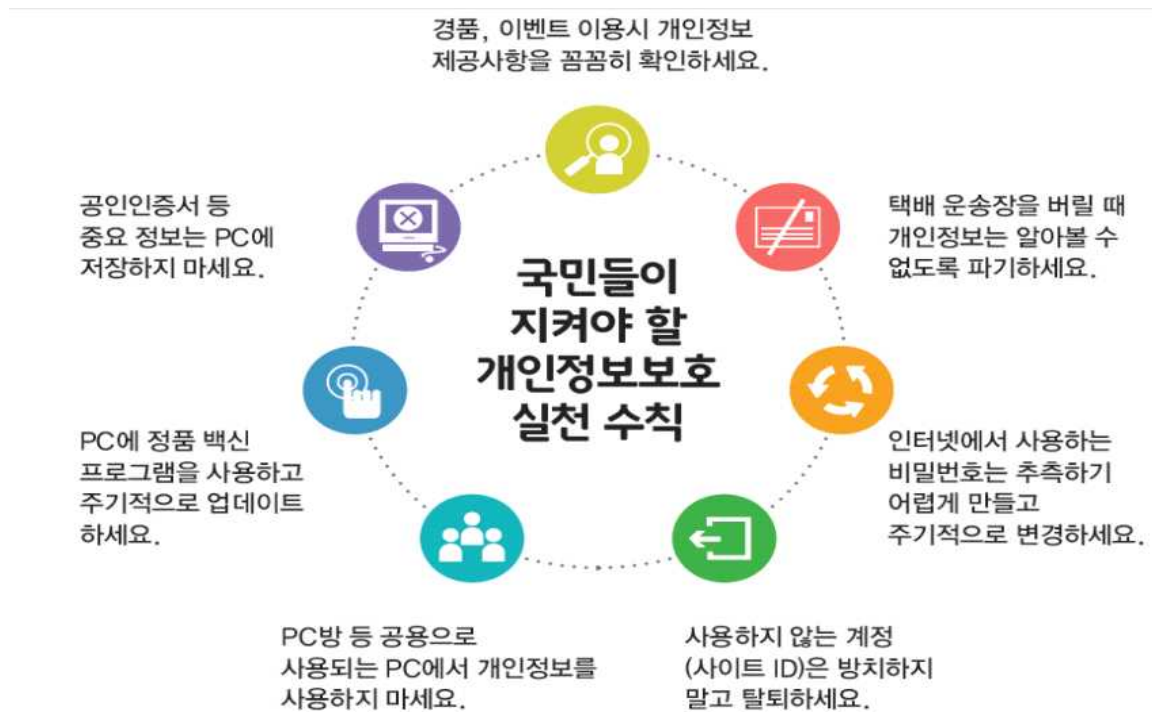 경품, 이벤트 이용시 개인정보
제공사항을 꼼꼼히 확인하세요.
공인인증서 등
중요 정보는 PC에
저장하지 마세요.
택배 운송장을 버릴 때
개인정보는 알아볼 수
없도록 파기하세요.
국민들이
지켜야 할
개인정보보호
실천 수칙
PC에 정품 백신
프로그램을 사용하고
주기적으로 업데이트
하세요.
인터넷에서 사용하는
비밀번호는 추측하기
어렵게 만들고
주기적으로 변경하세요.
PC방 등 공용으로
사용되는 PC에서 개인정보를
사용하지 마세요.
사용하지 않는 계정
(사이트 ID)은 방치하지
말고 탈퇴하세요.